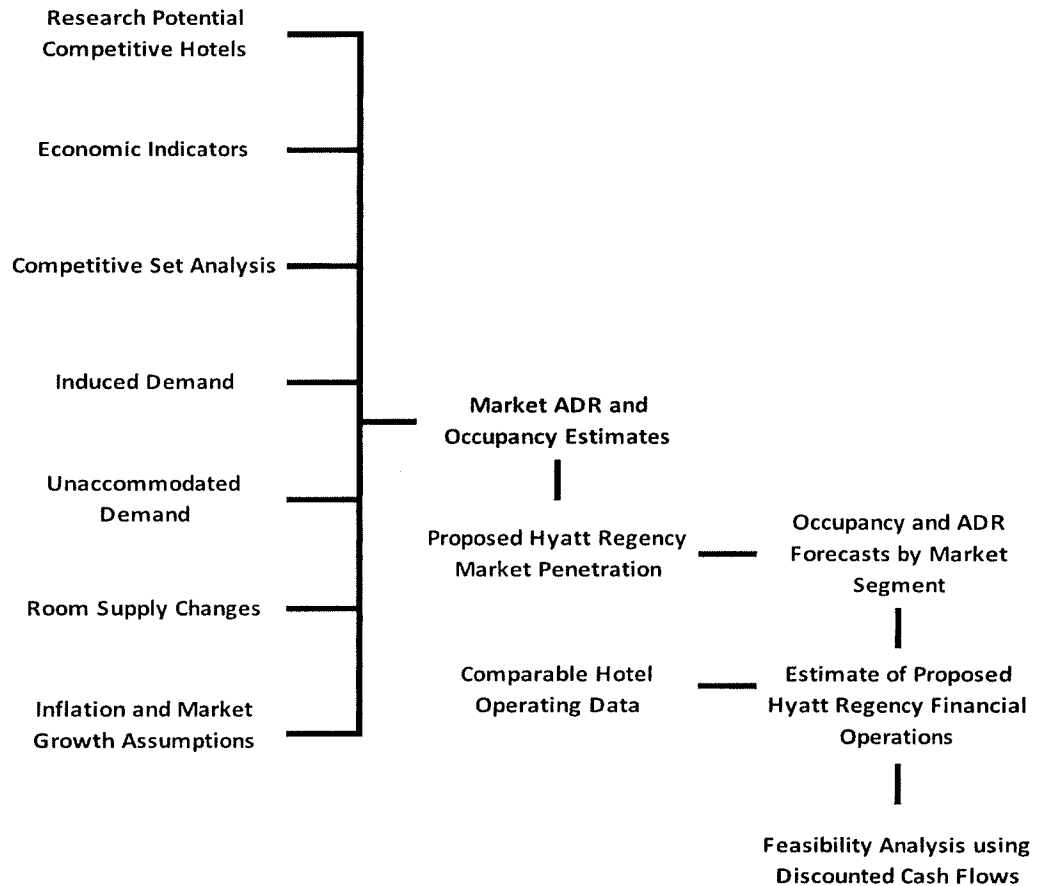 Research Potential
Competitive Hotels
Economic Indicators
Competitive Set Analysis
Induced Demand
Unaccommodated
Demand
Room Supply Changes
Inflation and Market
Growth Assumptions
Market ADR and
Occupancy Estimates
Proposed Hyatt Regency
Market Penetration
Occupancy and ADR
Forecasts by Market
Segment
Comparable Hotel
Operating Data
Estimate of Proposed
Hyatt Regency Financial
Operations
Feasibility Analysis using
Discounted Cash Flows